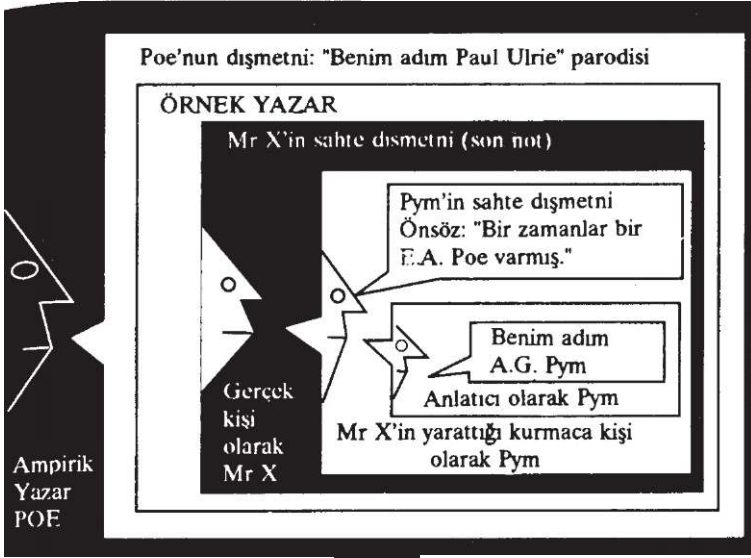 Poe'nun dışmetni: "Benim adım Paul Ulrie" parodisi
ÖRNEK YAZAR
Mr X'in sahte dışmetni (son not)
Pym'in sahte dışmetni
Önsöz: "Bir zamanlar bir
E.A. Poe varmış."
Benim adım
A.G. Pym
Anlatıcı olarak Pym
Mr X'in yarattığı kurmaca kişi
olarak Pym
Gerçek
kişi
olarak
Mr X
Ampirik
Yazar
POE